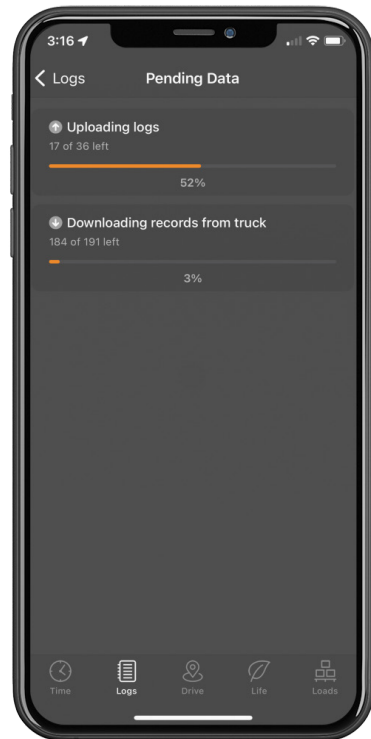 3:16
Logs
Pending Data
Uploading logs
17 of 36 left
52%
Downloading records from truck
184 of 191 left
3%
Time
Logs
Drive
Life
Loads